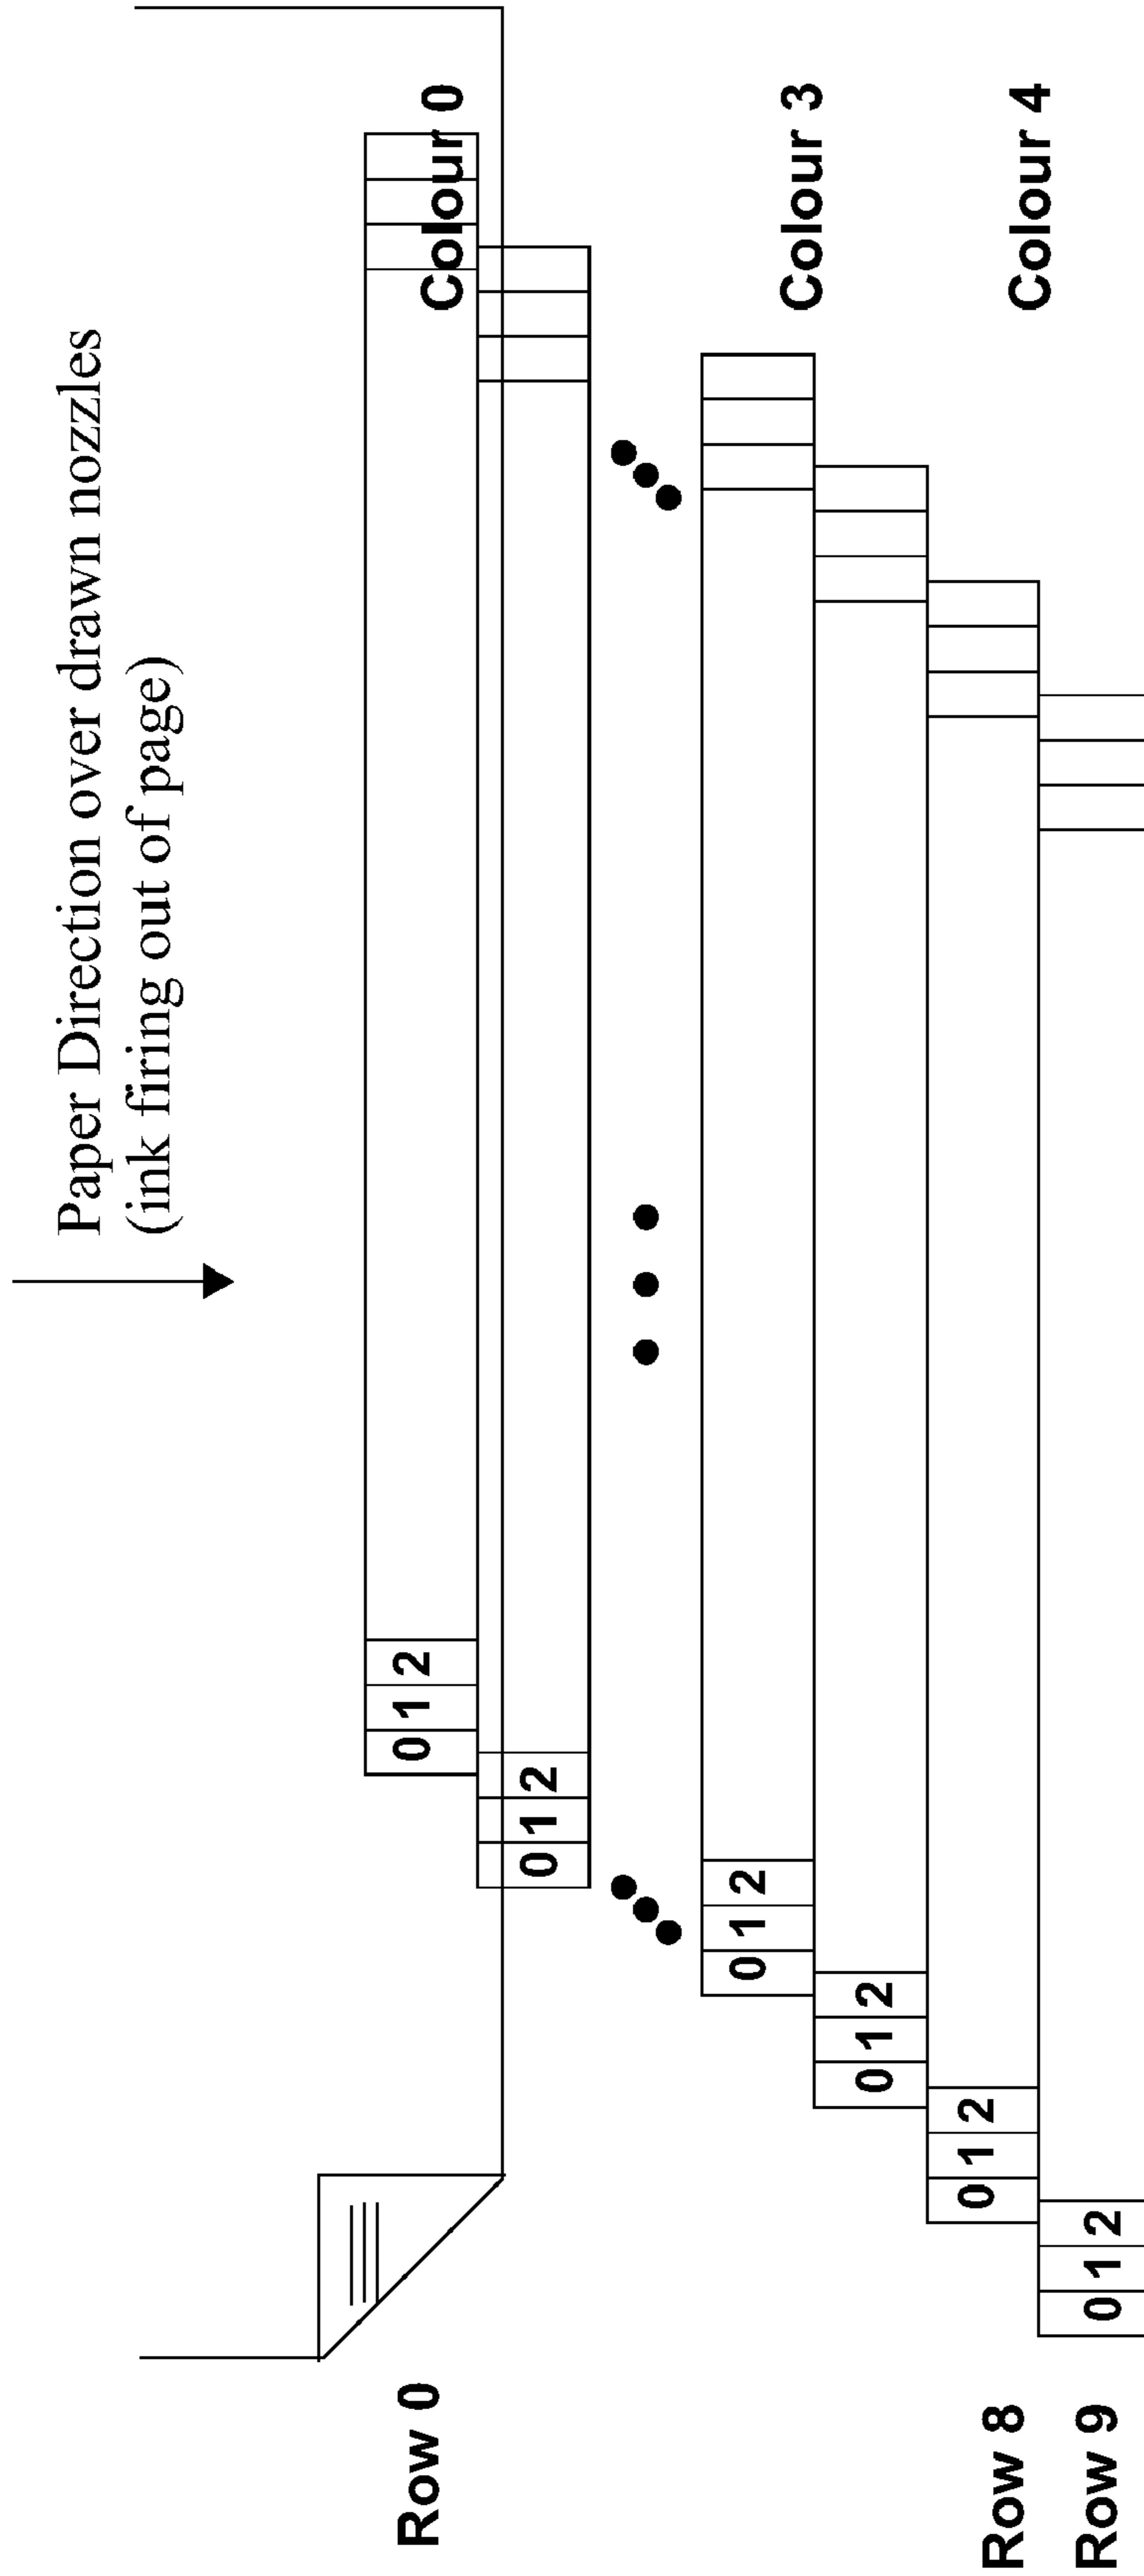 Paper Direction over drawn nozzles
(ink firing out of page)
Row 0
0 1 2
Colour 0
0 1 2
0 1 2
Colour 3
0 1 2
Row 8
0 1 2
Colour 4
Row 9
0 1 2